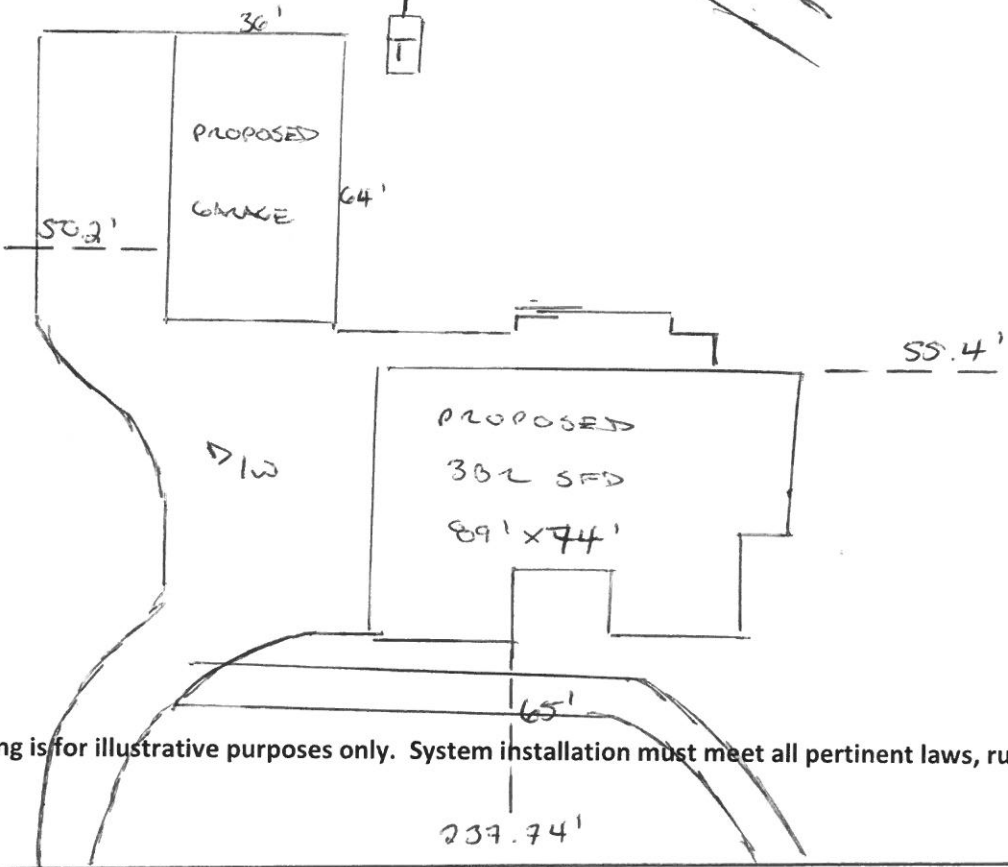 36'
PROPOSED
GARAGE
64'
50.2'
55.4'
D/W
PROPOSED
3BR SFD
89' x 74'
65'
ng is for illustrative purposes only. System installation must meet all pertinent laws, ru
237.74'